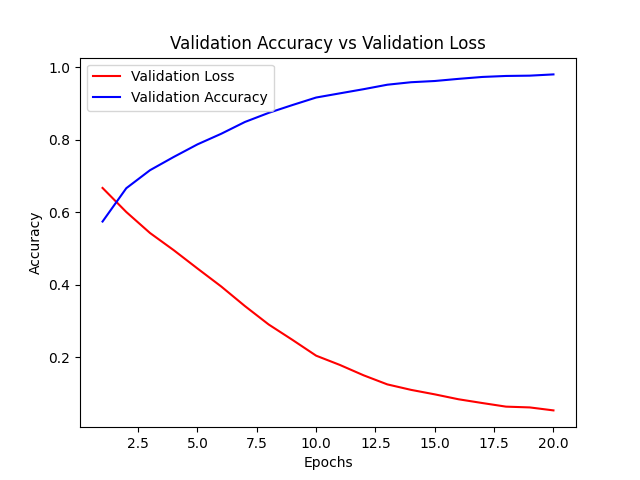 Validation Accuracy vs Validation Loss
Validation Loss
Validation Accuracy
1.0
0.8
0.6
0.4
0.2
Accuracy
2.5 5.0 7.5 10.0 12.5 15.0 17.5 20.0
Epochs